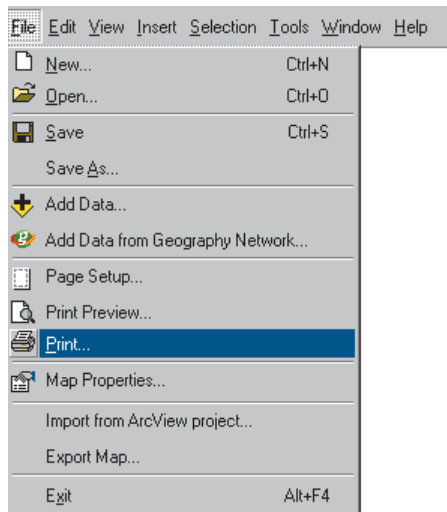 File Edit View Insert Selection Tools Window Help
New... Ctrl+N
Open... Ctrl+O
Save Ctrl+S
Save As...
Add Data...
Add Data from Geography Network...
Page Setup...
Print Preview...
Print...
Map Properties...
Import from ArcView project...
Export Map...
Exit Alt+F4